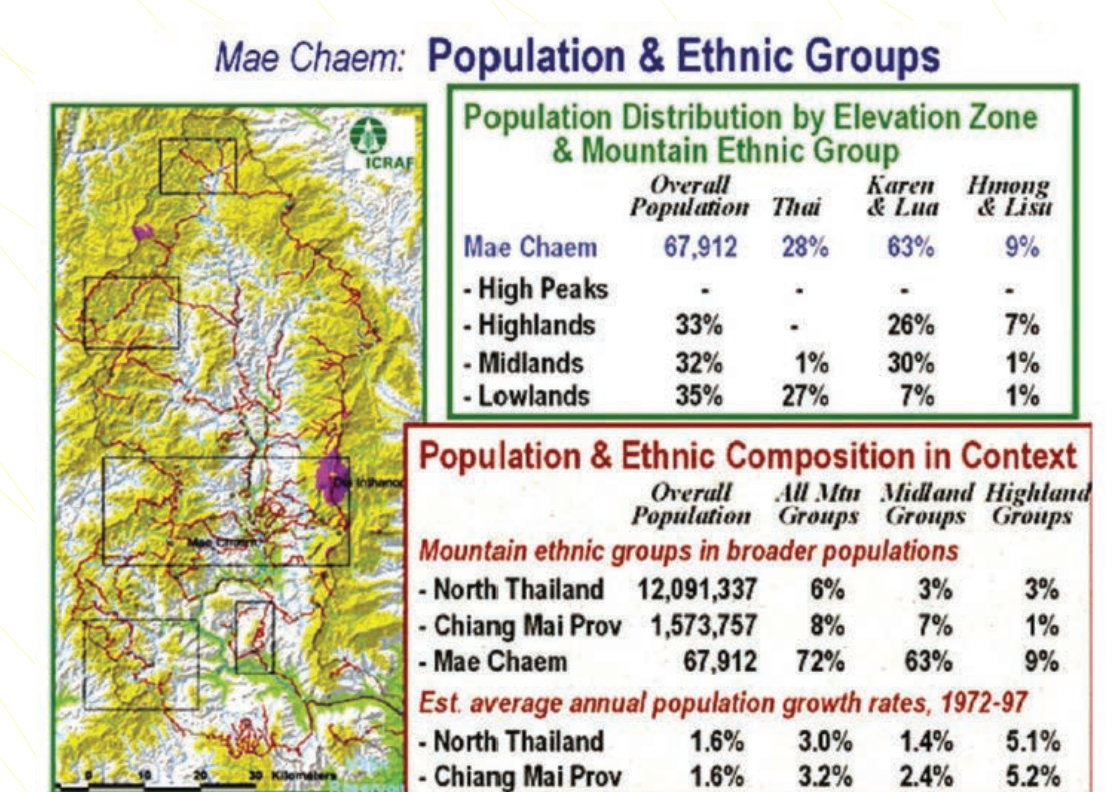 Mae Chaem: Population & Ethnic Groups
ICRAF
Doi Inthanon
Mae Chaem
0 10 20 30 Kilometers
Population Distribution by Elevation Zone
& Mountain Ethnic Group
Overall Population Thai Karen & Lua Hmong & Lisu
Mae Chaem 67,912 28% 63% 9%
- High Peaks - - - -
- Highlands 33% - 26% 7%
- Midlands 32% 1% 30% 1%
- Lowlands 35% 27% 7% 1%
Population & Ethnic Composition in Context
Overall Population All Mtn Groups Midland Groups Highland Groups
Mountain ethnic groups in broader populations
- North Thailand 12,091,337 6% 3% 3%
- Chiang Mai Prov 1,573,757 8% 7% 1%
- Mae Chaem 67,912 72% 63% 9%
Est. average annual population growth rates, 1972-97
- North Thailand 1.6% 3.0% 1.4% 5.1%
- Chiang Mai Prov 1.6% 3.2% 2.4% 5.2%